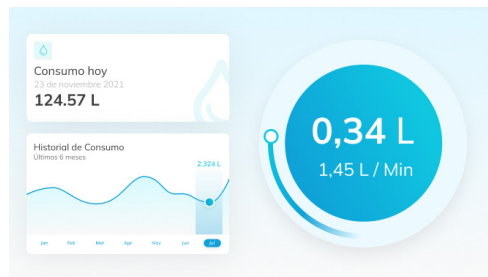 Consumo hoy
23 de noviembre 2021
124.57 L
Historial de Consumo
Últimos 6 meses
2.324 L
Jan Feb Mar Apr May Jun Jul
0,34 L
1,45 L / Min